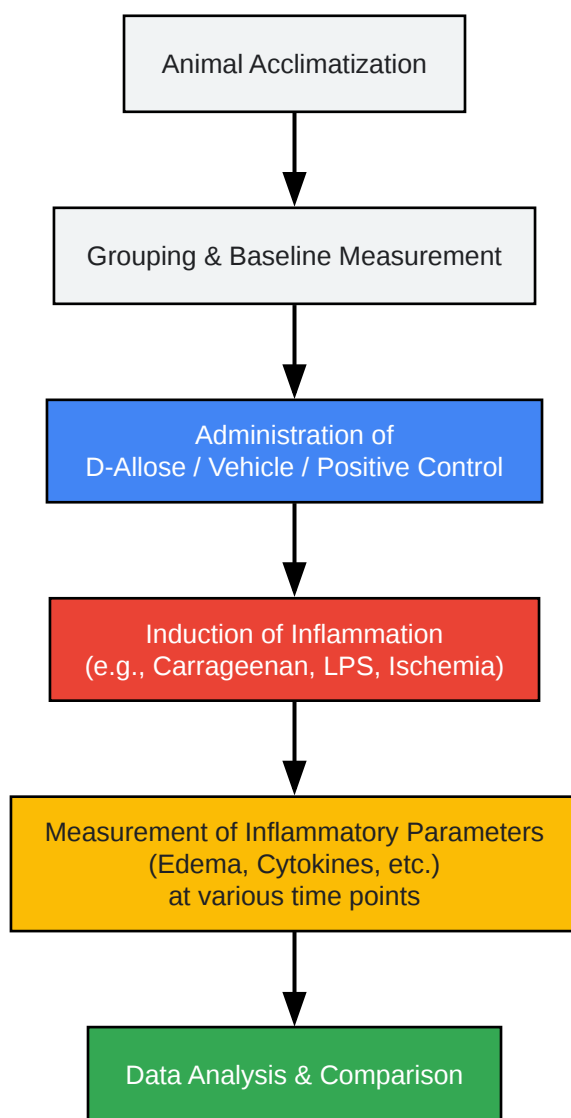 Animal Acclimatization
Grouping & Baseline Measurement
Administration of
D-Allose / Vehicle / Positive Control
Induction of Inflammation
(e.g., Carrageenan, LPS, Ischemia)
Measurement of Inflammatory Parameters
(Edema, Cytokines, etc.)
at various time points
Data Analysis & Comparison